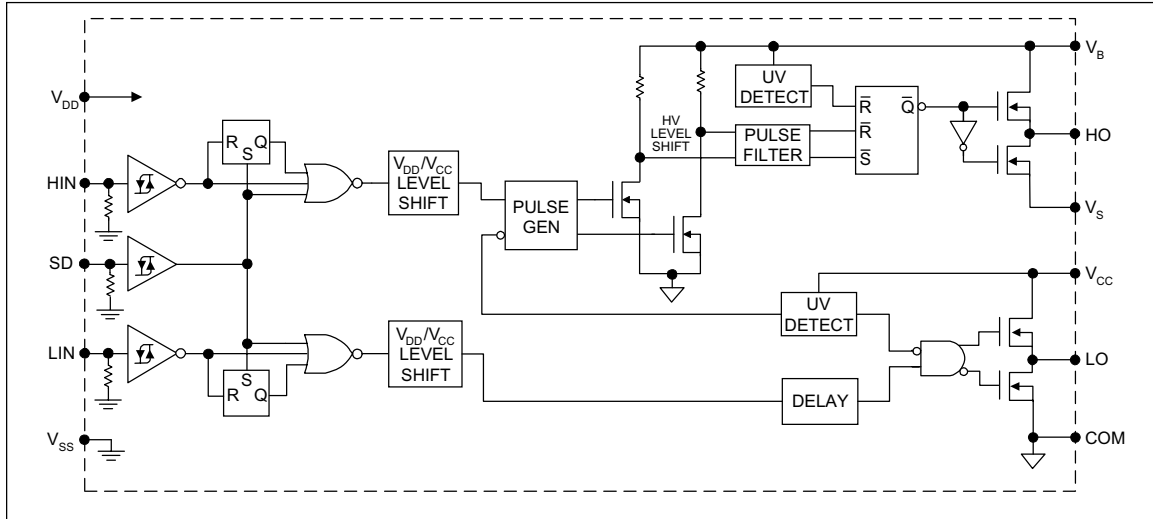 V_B
UV
DETECT
R̅
Q̅
V_DD
HV
LEVEL
SHIFT
R̅
PULSE
FILTER
S̅
HO
R
Q
S
V_DD/V_CC
LEVEL
SHIFT
HIN
PULSE
GEN
V_S
SD
V_CC
UV
DETECT
LIN
V_DD/V_CC
LEVEL
SHIFT
LO
S
R
Q
DELAY
V_SS
COM